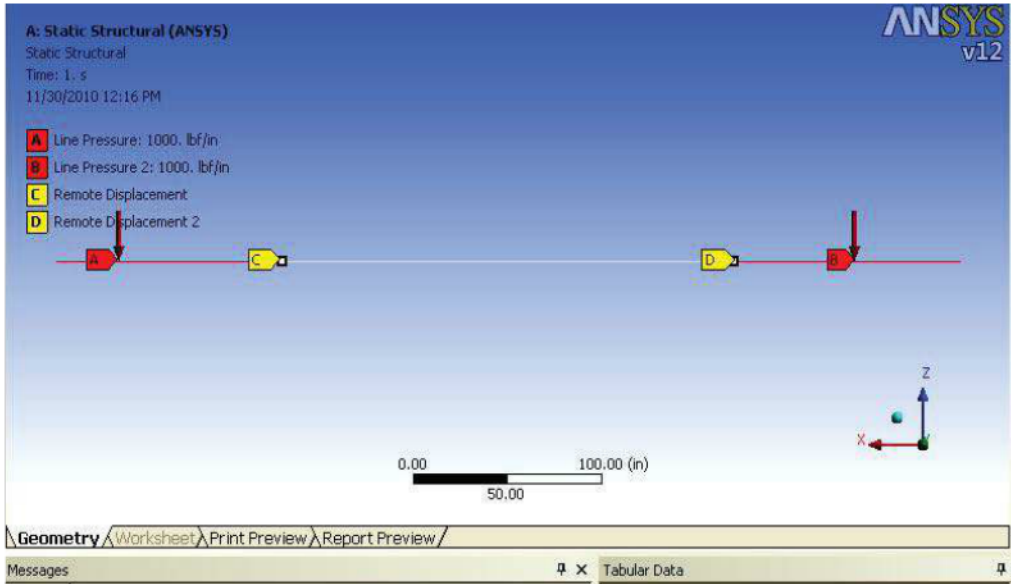 A: Static Structural (ANSYS)
Static Structural
Time: 1. s
11/30/2010 12:16 PM
A Line Pressure: 1000. lbf/in
B Line Pressure 2: 1000. lbf/in
C Remote Displacement
D Remote Displacement 2
ANSYS
v12
A C D B
Z
X Y
0.00 100.00 (in)
50.00
Geometry Worksheet Print Preview Report Preview
Messages Tabular Data